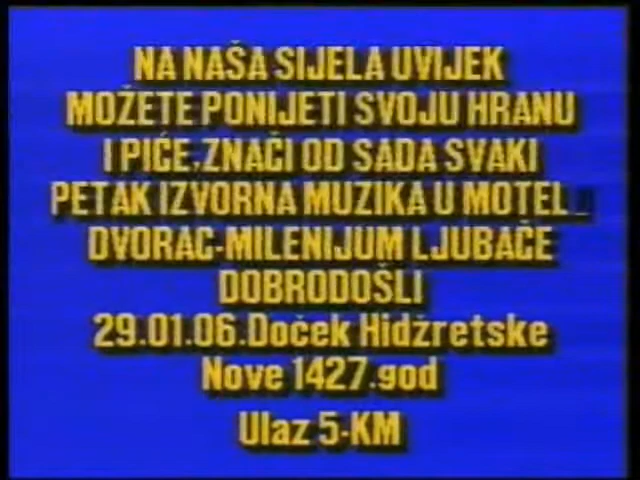 NA NAŠA SIJELA UVIJEK
MOŽETE PONIJETI SVOJU HRANU
I PIĆE,ZNAČI OD SADA SVAKI
PETAK IZVORNA MUZIKA U MOTEL
DVORAC-MILENIJUM LJUBAČE
DOBRODOŠLI
29.01.06.Doček Hidžretske
Nove 1427.god
Ulaz 5-KM